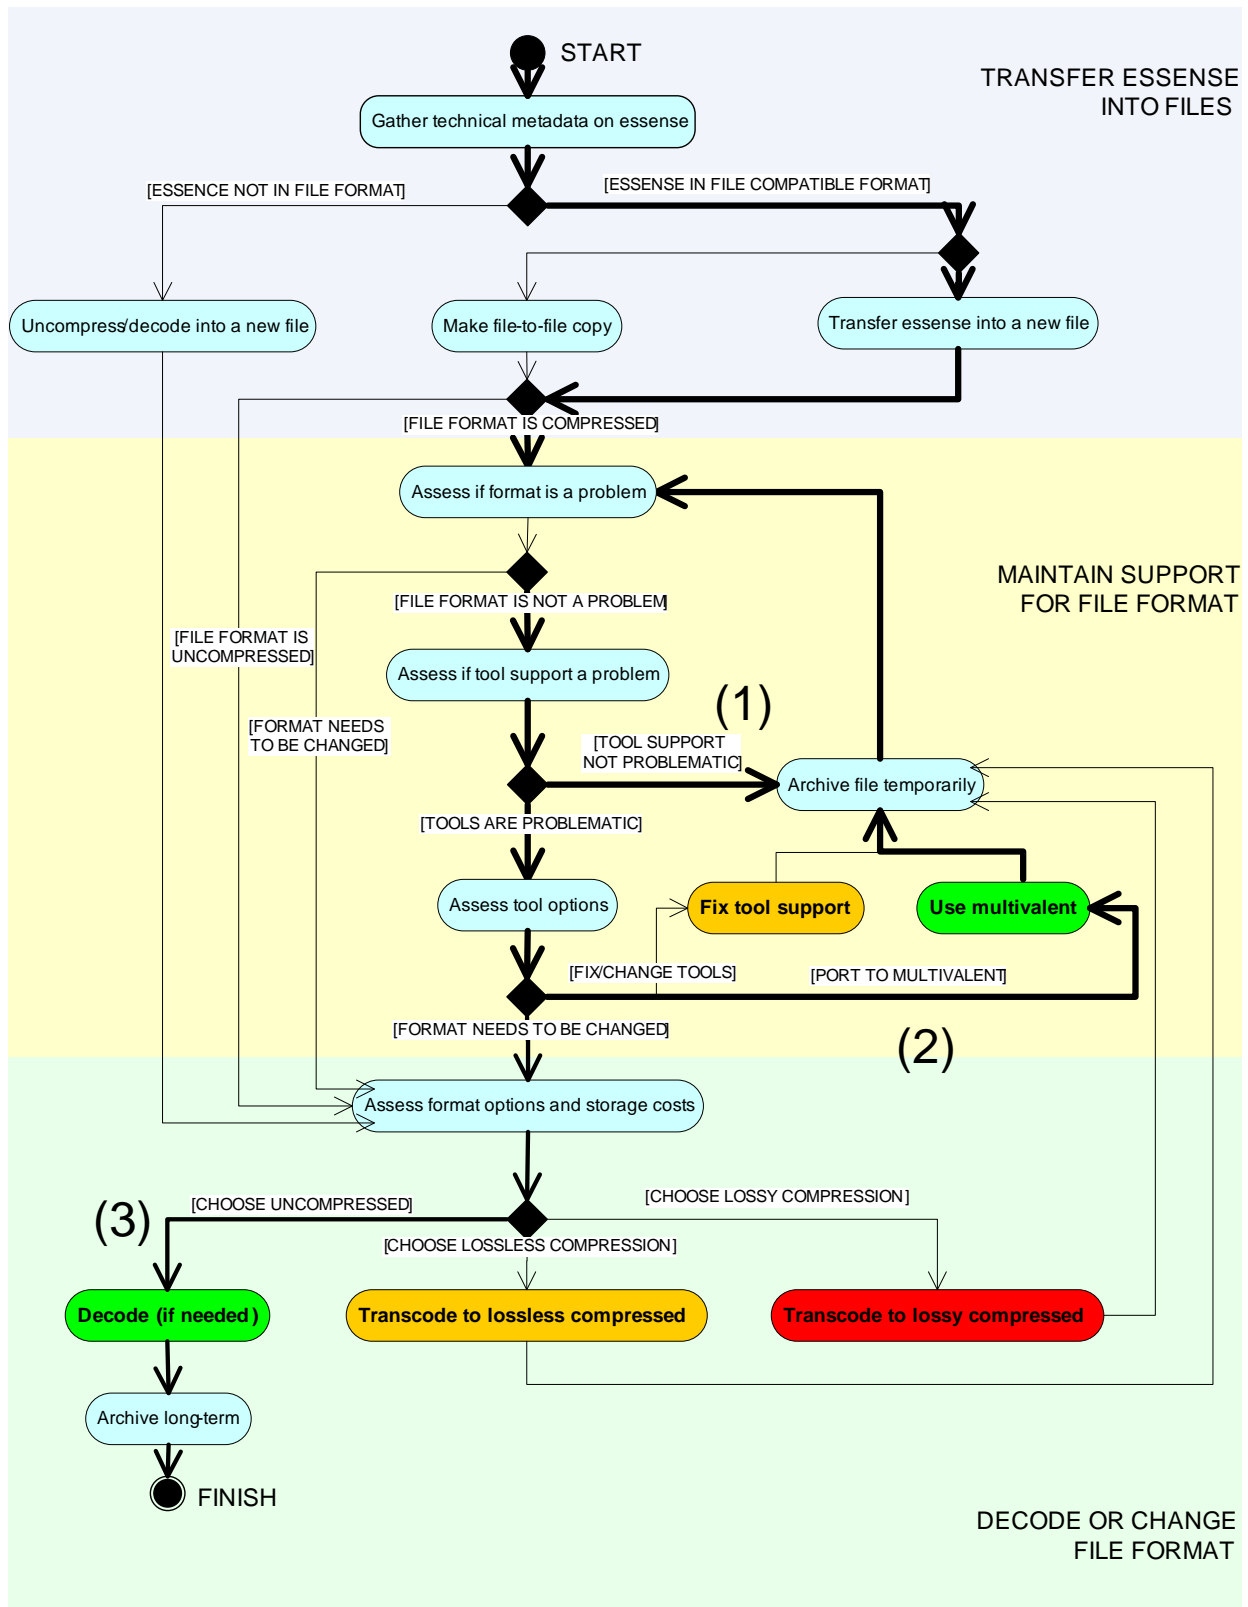 START
TRANSFER ESSENSE
INTO FILES
Gather technical metadata on essense
[ESSENCE NOT IN FILE FORMAT]
[ESSENSE IN FILE COMPATIBLE FORMAT]
Uncompress/decode into a new file
Make file-to-file copy
Transfer essense into a new file
[FILE FORMAT IS COMPRESSED]
Assess if format is a problem
MAINTAIN SUPPORT
FOR FILE FORMAT
[FILE FORMAT IS NOT A PROBLEM]
[FILE FORMAT IS
UNCOMPRESSED]
Assess if tool support a problem
(1)
[FORMAT NEEDS
TO BE CHANGED]
[TOOL SUPPORT
NOT PROBLEMATIC]
Archive file temporarily
[TOOLS ARE PROBLEMATIC]
Assess tool options
Fix tool support
Use multivalent
[FIX/CHANGE TOOLS]
[PORT TO MULTIVALENT]
[FORMAT NEEDS TO BE CHANGED]
(2)
Assess format options and storage costs
[CHOOSE UNCOMPRESSED]
[CHOOSE LOSSY COMPRESSION]
(3)
[CHOOSE LOSSLESS COMPRESSION]
Decode (if needed)
Transcode to lossless compressed
Transcode to lossy compressed
Archive long-term
FINISH
DECODE OR CHANGE
FILE FORMAT